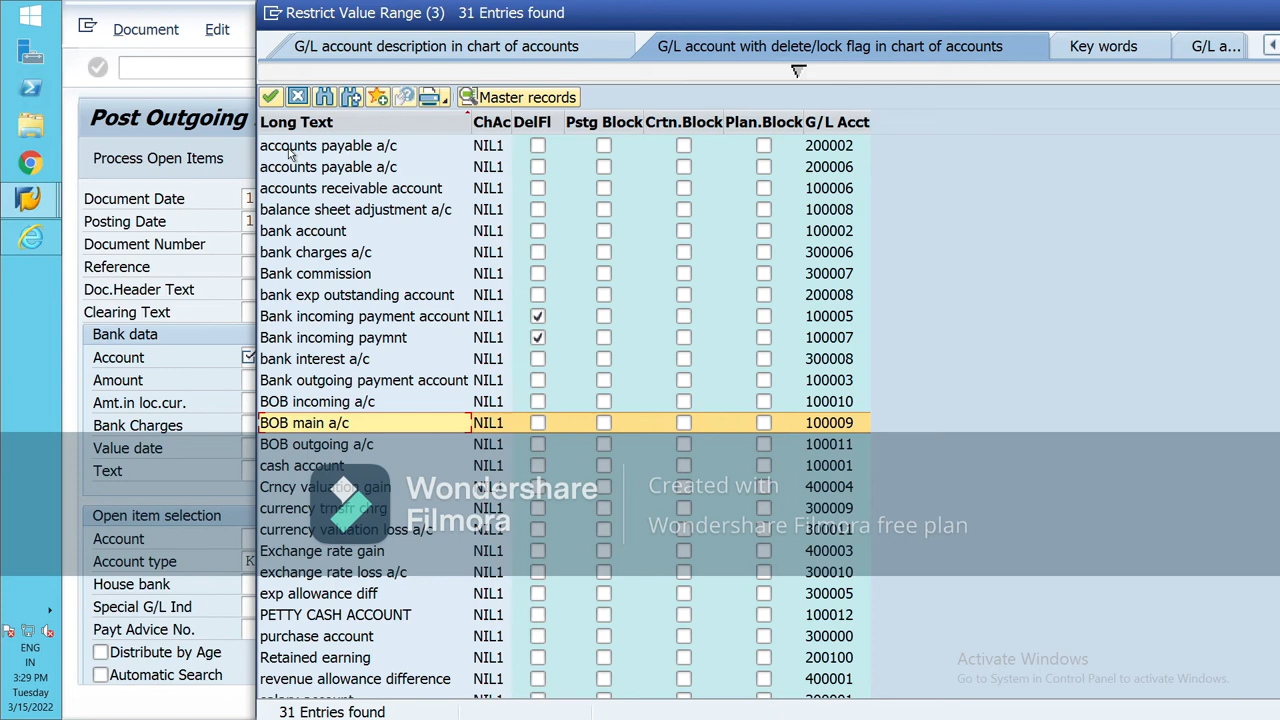 Restrict Value Range (3) 31 Entries found
Document Edit
G/L account description in chart of accounts G/L account with delete/lock flag in chart of accounts Key words G/L a...
Master records
Post Outgoing
Process Open Items
Document Date 1
Posting Date 1
Document Number
Reference
Doc.Header Text
Clearing Text
Bank data
Account
Amount
Amt.in loc.cur.
Bank Charges
Value date
Text
Open item selection
Account
Account type K
House bank
Special G/L Ind
Payt Advice No.
Distribute by Age
Automatic Search
Long Text ChAc DelFl Pstg Block Crtn.Block Plan.Block G/L Acct
accounts payable a/c NIL1 200002
accounts payable a/c NIL1 200006
accounts receivable account NIL1 100006
balance sheet adjustment a/c NIL1 100008
bank account NIL1 100002
bank charges a/c NIL1 300006
Bank commission NIL1 300007
bank exp outstanding account NIL1 200008
Bank incoming payment account NIL1 100005
Bank incoming paymnt NIL1 100007
bank interest a/c NIL1 300008
Bank outgoing payment account NIL1 100003
BOB incoming a/c NIL1 100010
BOB main a/c NIL1 100009
BOB outgoing a/c NIL1 100011
cash account NIL1 100001
Crncy valuation gain NIL1 400004
currency trnsfr chrg NIL1 300009
currency valuation loss a/c NIL1 300011
Exchange rate gain NIL1 400003
exchange rate loss a/c NIL1 300010
exp allowance diff NIL1 300005
PETTY CASH ACCOUNT NIL1 100012
purchase account NIL1 300000
Retained earning NIL1 200100
revenue allowance difference NIL1 400001
31 Entries found
Wondershare
Filmora
Created with
Wondershare Filmora free plan
Activate Windows
Go to System in Control Panel to activate Windows.
ENG
IN
3:29 PM
Tuesday
3/15/2022